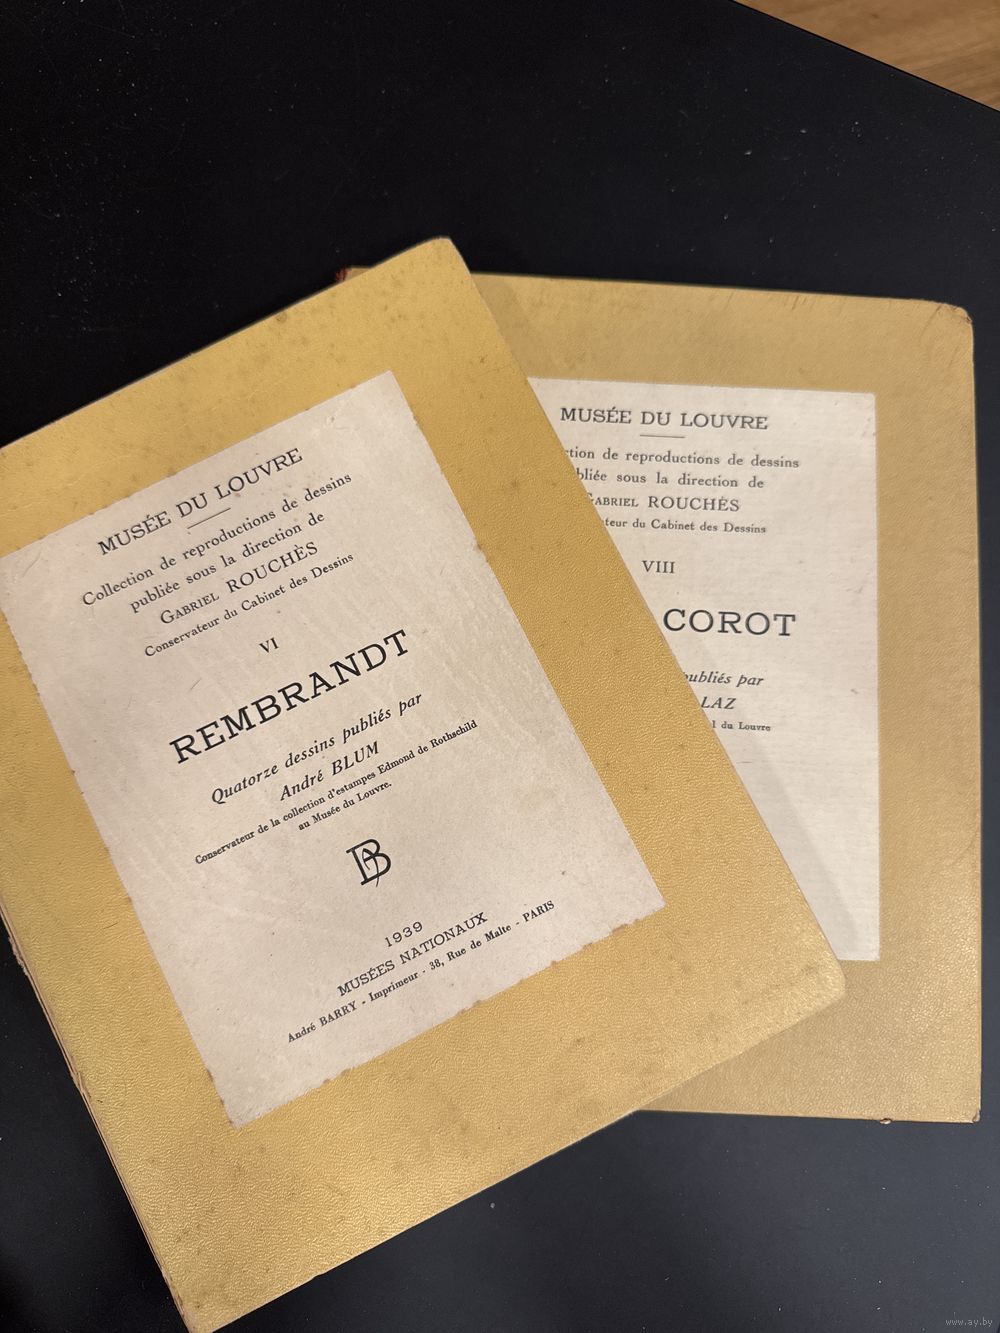 MUSÉE DU LOUVRE
Collection de reproductions de dessins
publiée sous la direction de
GABRIEL ROUCHÈS
Conservateur du Cabinet des Dessins
VI
REMBRANDT
Quatorze dessins publiés par
André BLUM
Conservateur de la collection d'estampes Edmond de Rothschild
au Musée du Louvre.
1939
MUSÉES NATIONAUX
André BARRY - Imprimeur - 38, Rue de Malte - PARIS
MUSÉE DU LOUVRE
de reproductions de dessins
sous la direction de
GABRIEL ROUCHÈS
du Cabinet des Dessins
VIII
COROT
publiés par
LAZ
du Louvre
www.ay.by